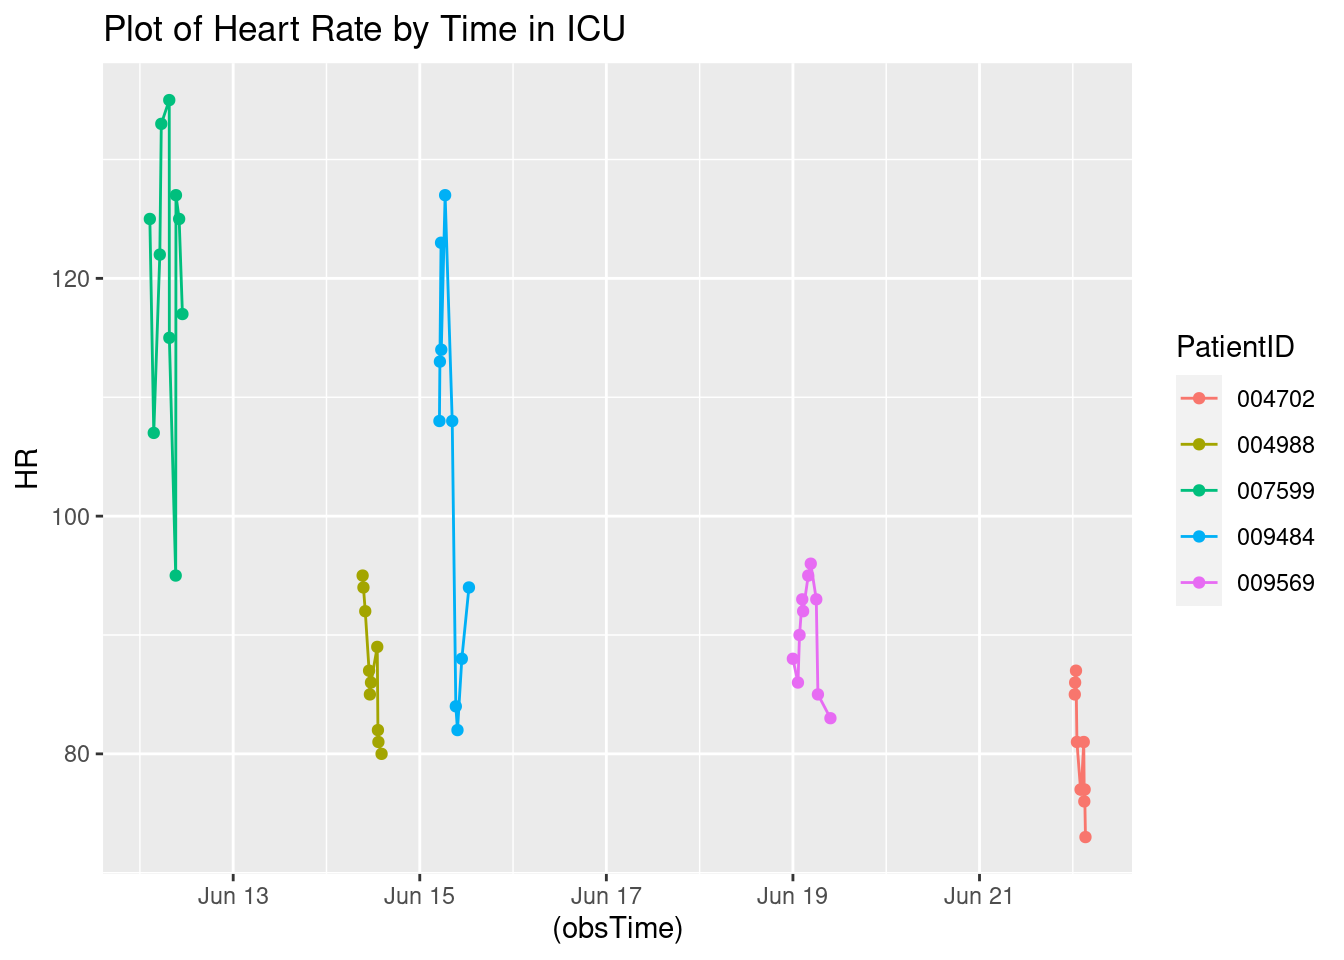 Plot of Heart Rate by Time in ICU
HR
120
100
80
Jun 13 Jun 15 Jun 17 Jun 19 Jun 21
(obsTime)
PatientID
004702
004988
007599
009484
009569